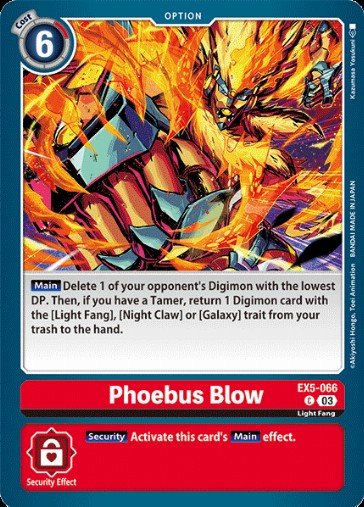 OPTION
Cost
6
Main Delete 1 of your opponent's Digimon with the lowest
DP. Then, if you have a Tamer, return 1 Digimon card with
the [Light Fang], [Night Claw] or [Galaxy] trait from your
trash to the hand.
Phoebus Blow
EX5-066
C 03
Light Fang
Security Activate this card's Main effect.
Security Effect
©Akiyoshi Hongo, Toei Animation BANDAI MADE IN JAPAN
Kazumasa Yasukuni